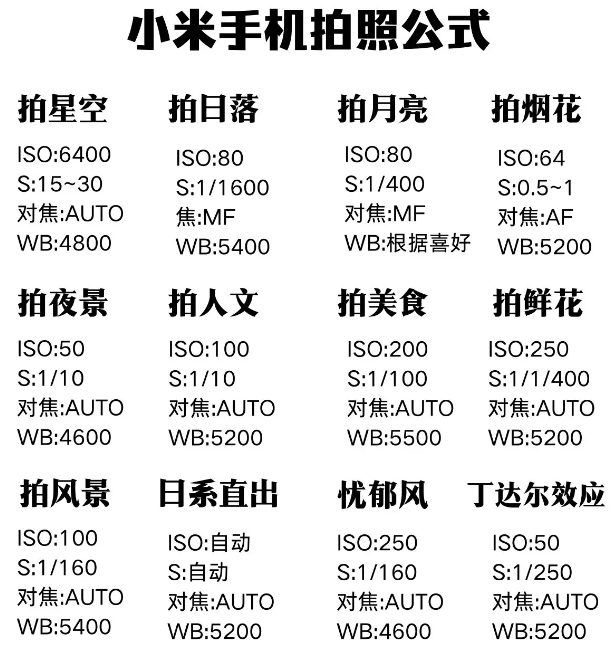 小米手机拍照公式
拍星空
ISO:6400
S:15~30
对焦:AUTO
WB:4800
拍日落
ISO:80
S:1/1600
焦:MF
WB:5400
拍月亮
ISO:80
S:1/400
对焦:MF
WB:根据喜好
拍烟花
ISO:64
S:0.5~1
对焦:AF
WB:5200
拍夜景
ISO:50
S:1/10
对焦:AUTO
WB:4600
拍人文
ISO:100
S:1/10
对焦:AUTO
WB:5200
拍美食
ISO:200
S:1/100
对焦:AUTO
WB:5500
拍鲜花
ISO:250
S:1/1/400
对焦:AUTO
WB:5200
拍风景
ISO:100
S:1/160
对焦:AUTO
WB:5400
日系直出
ISO:自动
S:自动
对焦:AUTO
WB:5200
忧郁风
ISO:250
S:1/160
对焦:AUTO
WB:4600
丁达尔效应
ISO:50
S:1/250
对焦:AUTO
WB:5200